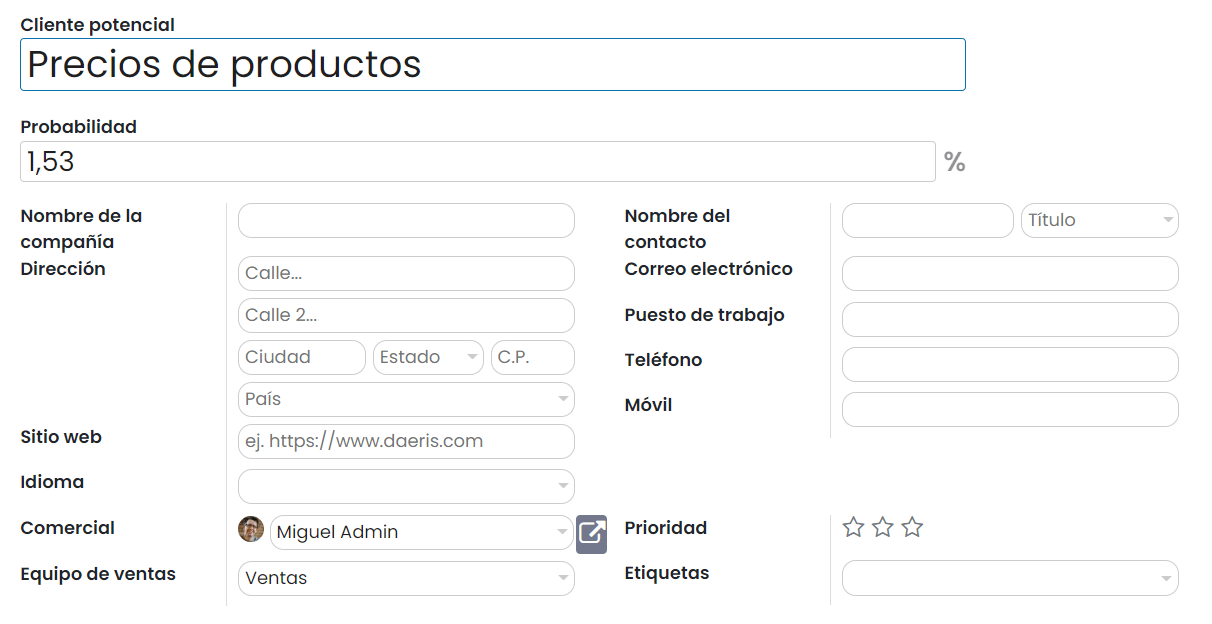 Cliente potencial
Precios de productos
Probabilidad
1,53 %
Nombre de la
compañía
Dirección
Calle...
Calle 2...
Ciudad Estado C.P.
País
Sitio web ej. https://www.daeris.com
Idioma
Comercial Miguel Admin
Equipo de ventas Ventas
Nombre del
contacto
Título
Correo electrónico
Puesto de trabajo
Teléfono
Móvil
Prioridad
Etiquetas